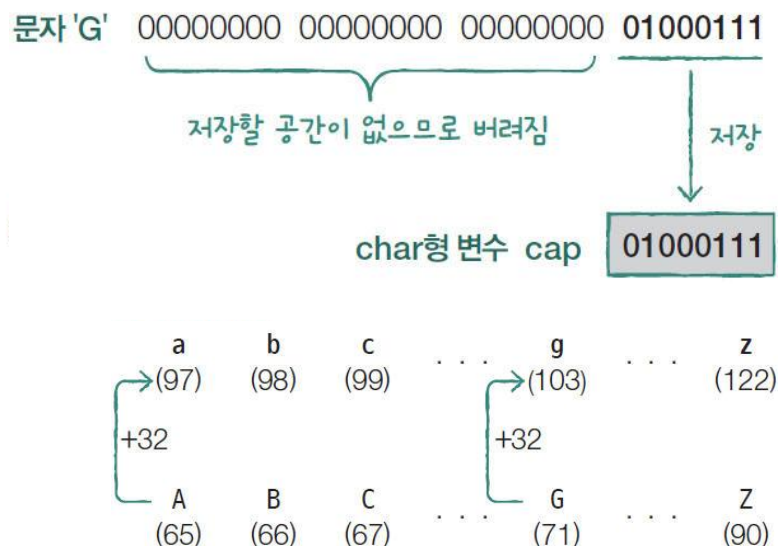 문자 'G' 00000000 00000000 00000000 01000111
저장할 공간이 없으므로 버려짐
저장
char형 변수 cap 01000111
a b c . . . g . . . z
(97) (98) (99) (103) (122)
+32 +32
A B C . . . G . . . Z
(65) (66) (67) (71) (90)